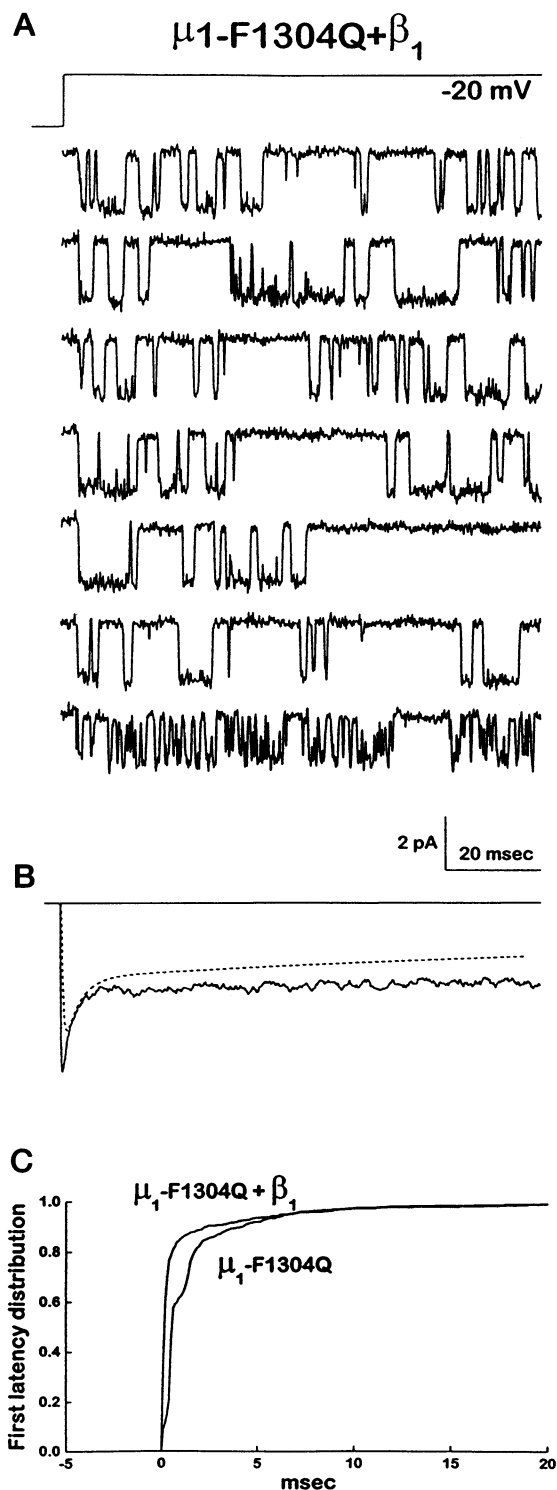 A
μ1-F1304Q+β1
-20 mV
2 pA
20 msec
B
C
μ1-F1304Q + β1
μ1-F1304Q
First latency distribution
1.0
0.8
0.6
0.4
0.2
0.0
-5 0 5 10 15 20
msec